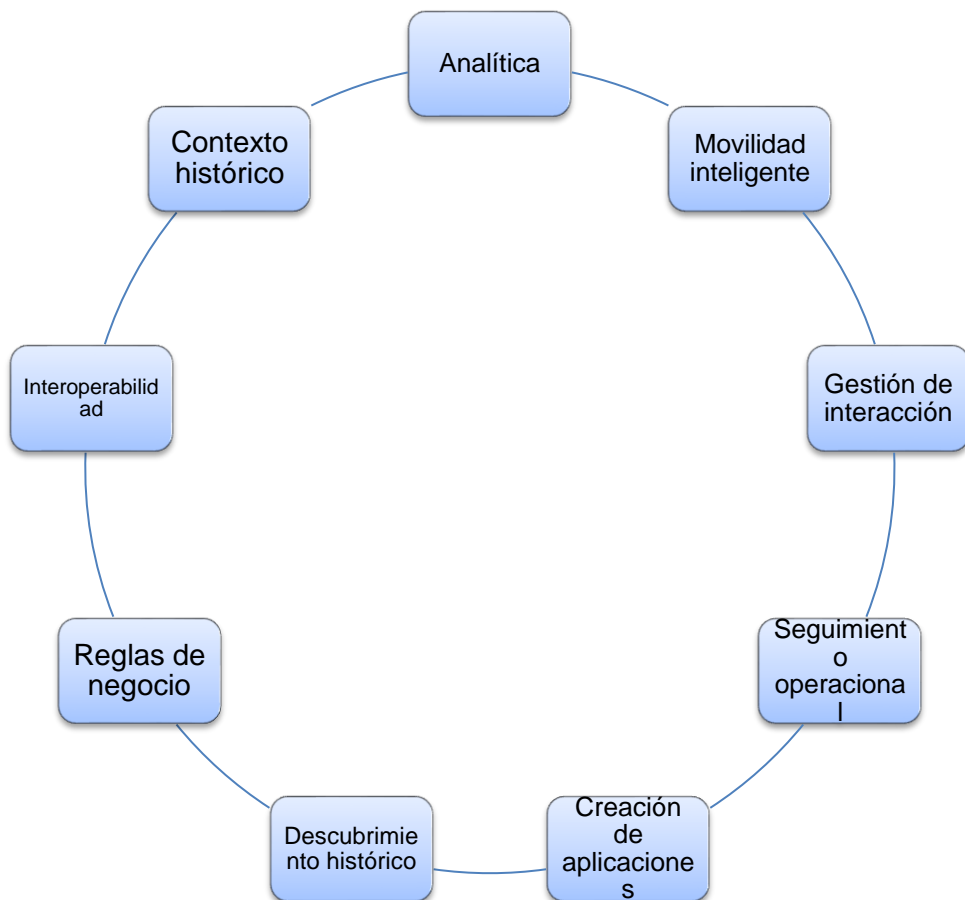 Analítica
Movilidad
inteligente
Gestión de
interacción
Seguimient
o
operacional
l
Creación
de
aplicacione
s
Descubrimie
nto histórico
Reglas de
negocio
Interoperabilid
ad
Contexto
histórico